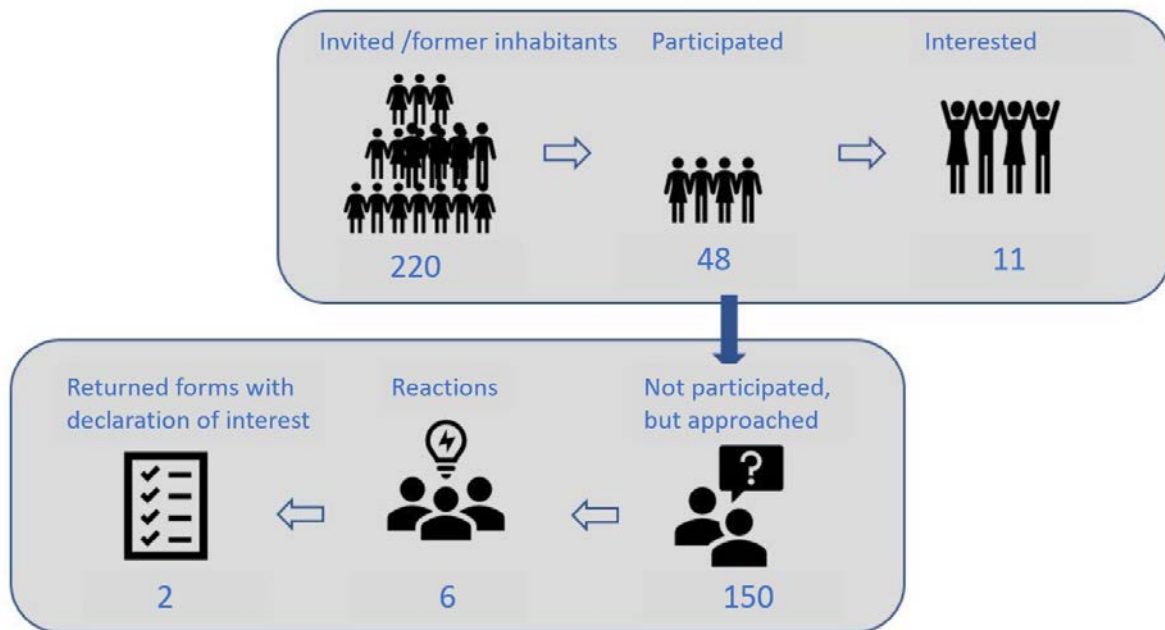 Invited /former inhabitants
Participated
Interested
220
48
11
Not participated,
but approached
Reactions
Returned forms with
declaration of interest
?
150
6
2